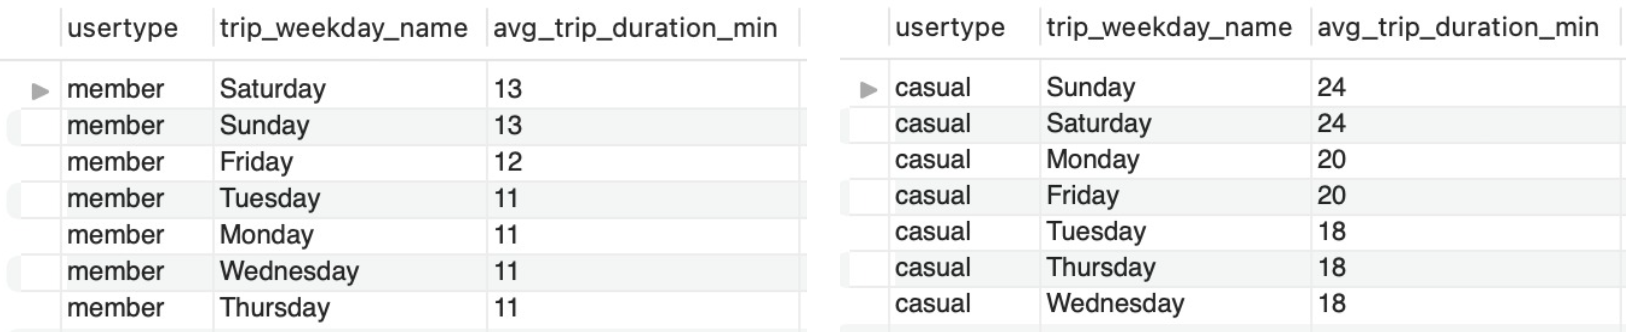 usertype trip_weekday_name avg_trip_duration_min
member Saturday 13
member Sunday 13
member Friday 12
member Tuesday 11
member Monday 11
member Wednesday 11
member Thursday 11
usertype trip_weekday_name avg_trip_duration_min
casual Sunday 24
casual Saturday 24
casual Monday 20
casual Friday 20
casual Tuesday 18
casual Thursday 18
casual Wednesday 18